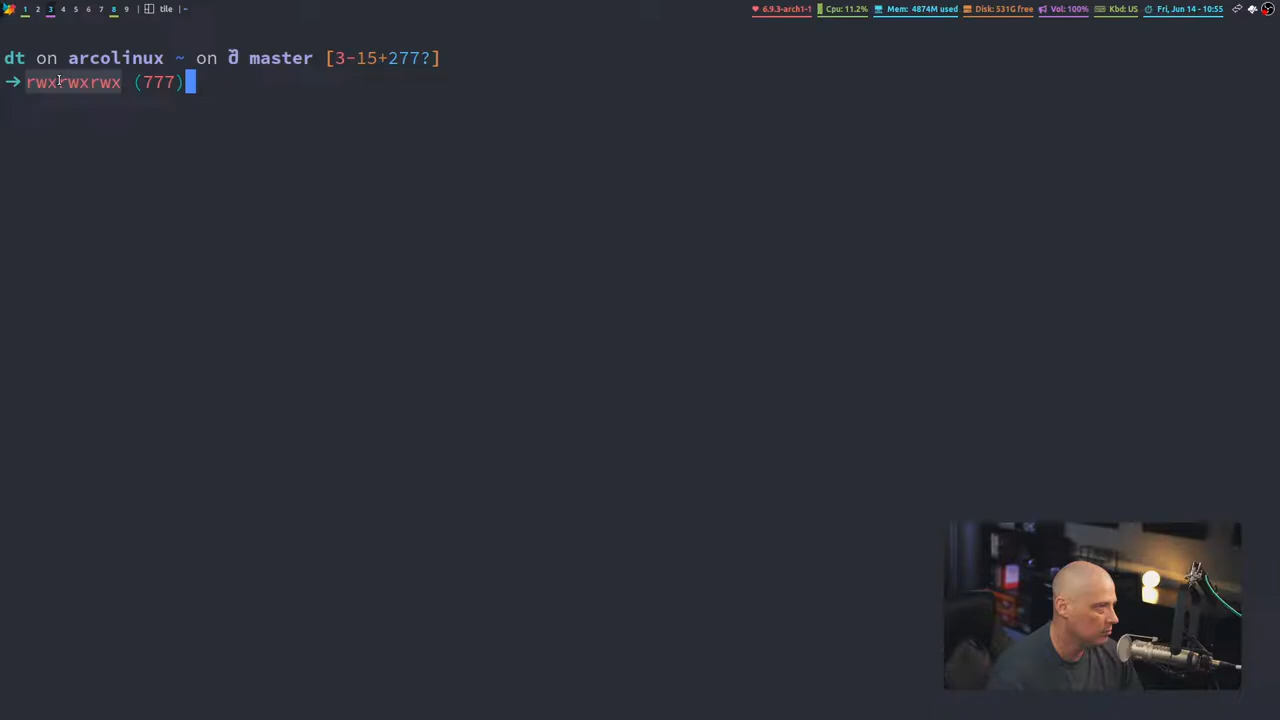 1 2 3 4 5 6 7 8 9 | tile | ~
6.9.3-arch1-1 Cpu: 11.2% Mem: 4874M used Disk: 531G free Vol: 100% Kbd: US Fri, Jun 14 - 10:55
dt on arcolinux ~ on ð master [3-15+277?]
→ rwxrwxrwx (777)